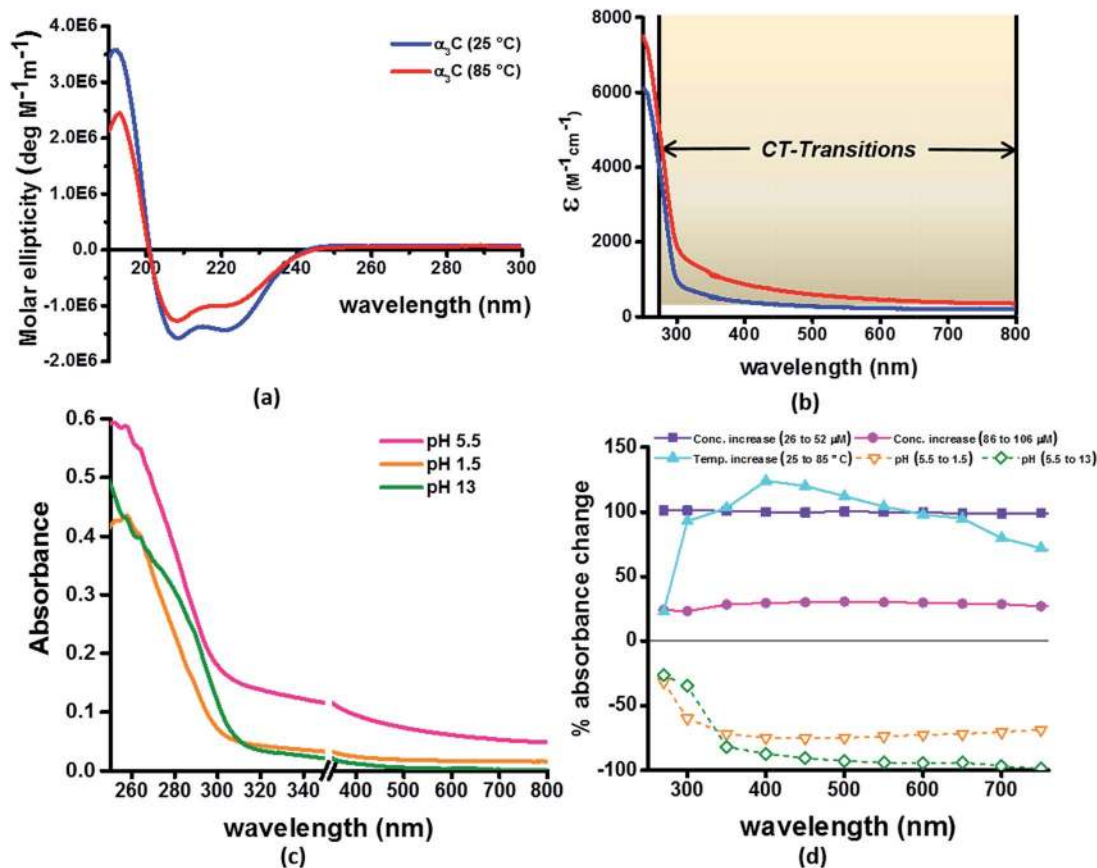 4.0E6
3.0E6
2.0E6
1.0E6
0.0
-1.0E6
-2.0E6
Molar ellipticity (deg M⁻¹m⁻¹)
α₃C (25 °C)
α₃C (85 °C)
200 220 260 280 300
wavelength (nm)
(a)
8000
6000
4000
2000
0
ε (M⁻¹cm⁻¹)
CT-Transitions
300 400 500 600 700 800
wavelength (nm)
(b)
0.6
0.5
0.4
0.3
0.2
0.1
0.0
Absorbance
pH 5.5
pH 1.5
pH 13
260 280 300 320 340 400 500 600 700 800
wavelength (nm)
(c)
Conc. increase (26 to 52 µM) Conc. increase (86 to 106 µM)
Temp. increase (25 to 85 °C) pH (5.5 to 1.5) pH (5.5 to 13)
150
100
50
0
-50
-100
% absorbance change
300 400 500 600 700
wavelength (nm)
(d)